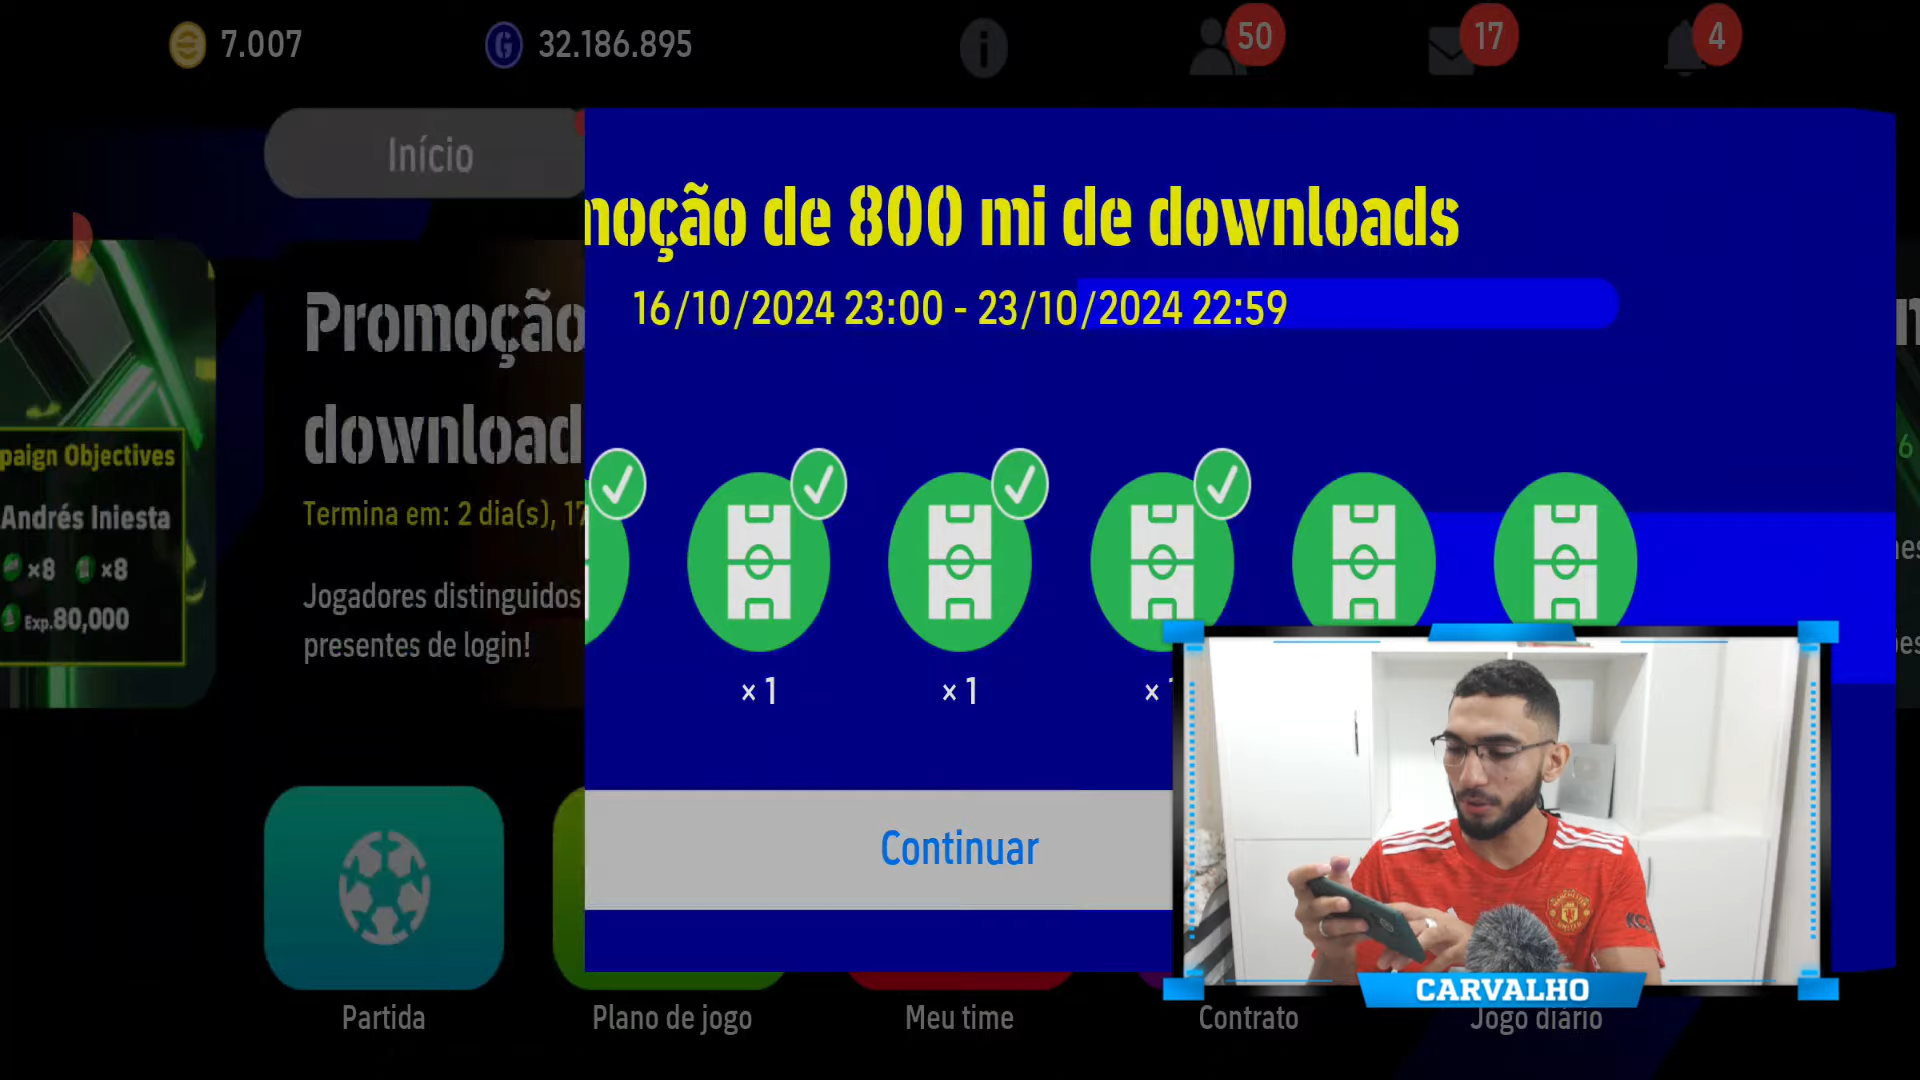 7.007
32.186.895
50
17
4
Início
moção de 800 mi de downloads
16/10/2024 23:00 - 23/10/2024 22:59
Promoção
download
Termina em: 2 dia(s), 17
Jogadores distinguidos
presentes de login!
paign Objectives
Andrés Iniesta
×8 ×8
Exp.80,000
× 1
× 1
×
Continuar
CARVALHO
Partida
Plano de jogo
Meu time
Contrato
Jogo diário